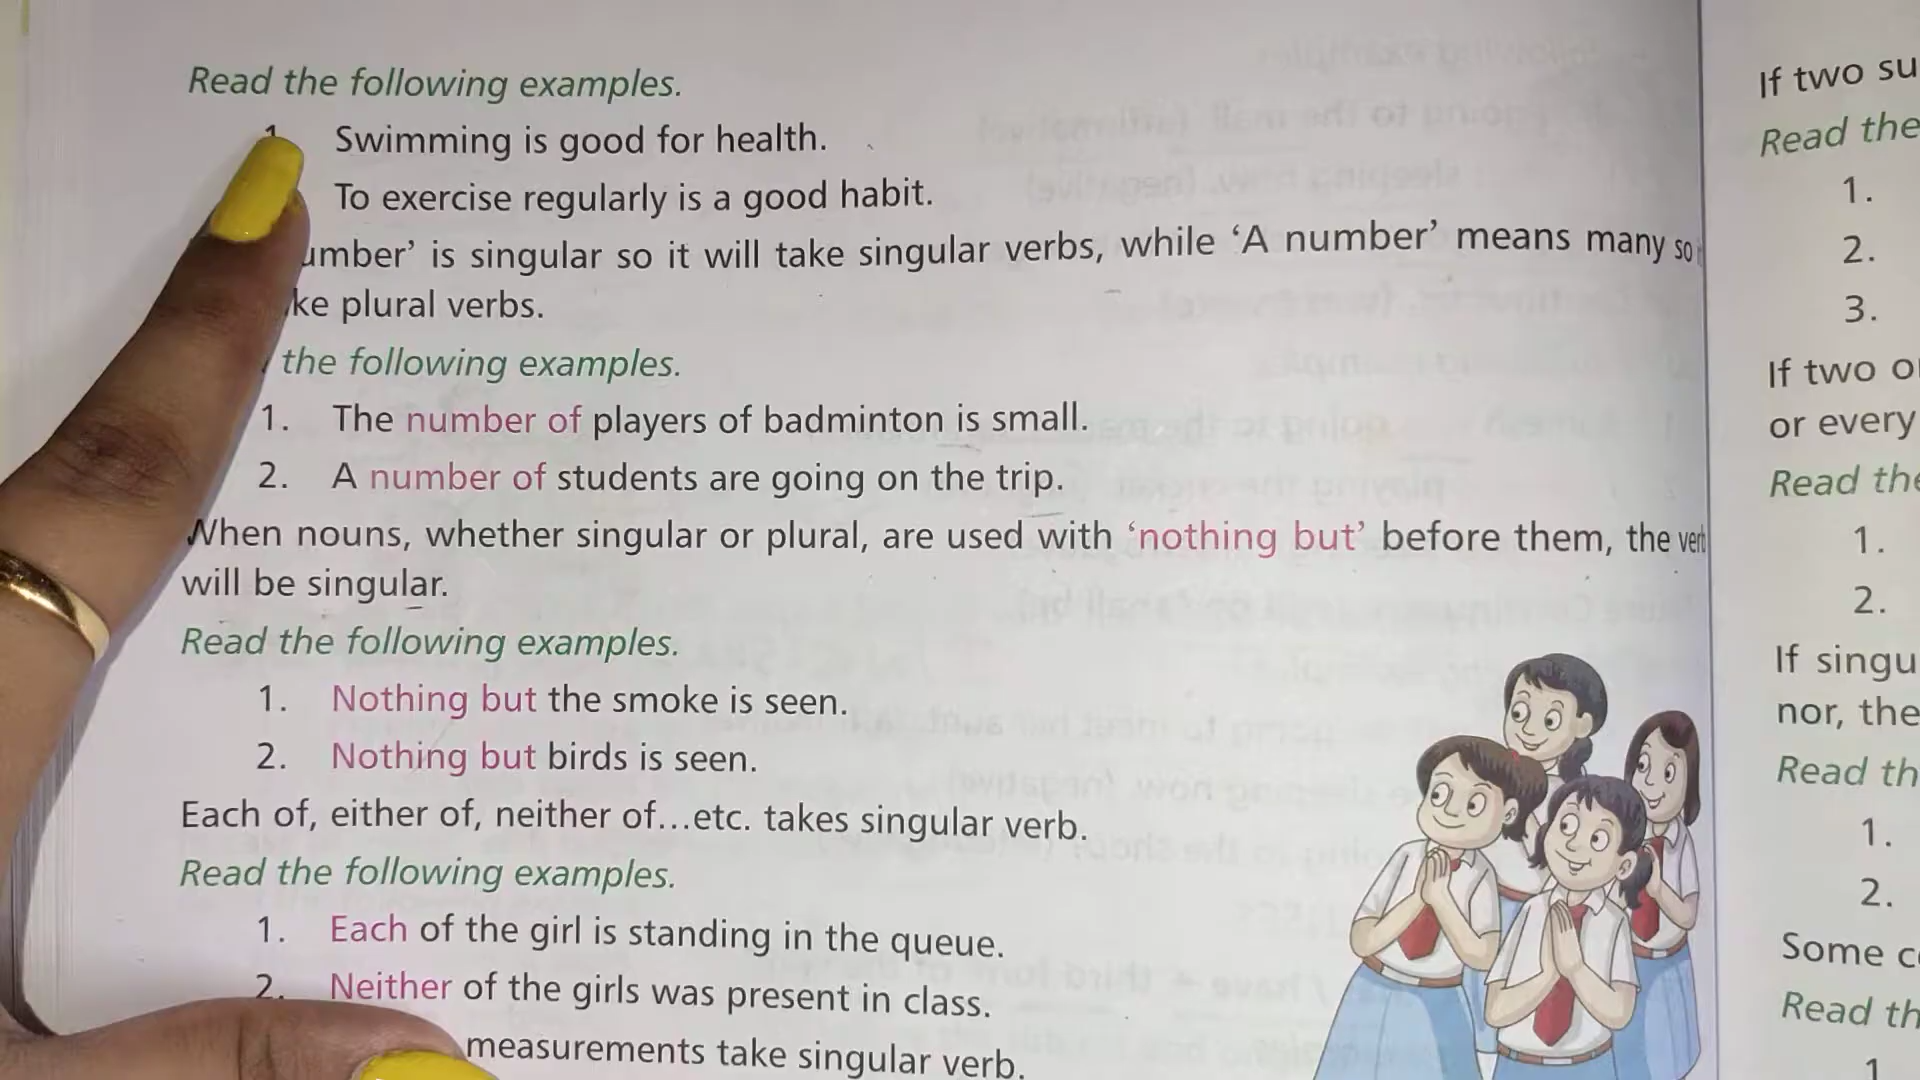 Read the following examples.
1 Swimming is good for health.
To exercise regularly is a good habit.
umber’ is singular so it will take singular verbs, while ‘A number’ means many so
ke plural verbs.
the following examples.
1. The number of players of badminton is small.
2. A number of students are going on the trip.
When nouns, whether singular or plural, are used with ‘nothing but’ before them, the verb
will be singular.
Read the following examples.
1. Nothing but the smoke is seen.
2. Nothing but birds is seen.
Each of, either of, neither of...etc. takes singular verb.
Read the following examples.
1. Each of the girl is standing in the queue.
2. Neither of the girls was present in class.
measurements take singular verb.
If two su
Read the
1.
2.
3.
If two o
or every
Read the
1.
2.
If singu
nor, the
Read th
1.
2.
Some c
Read th
1